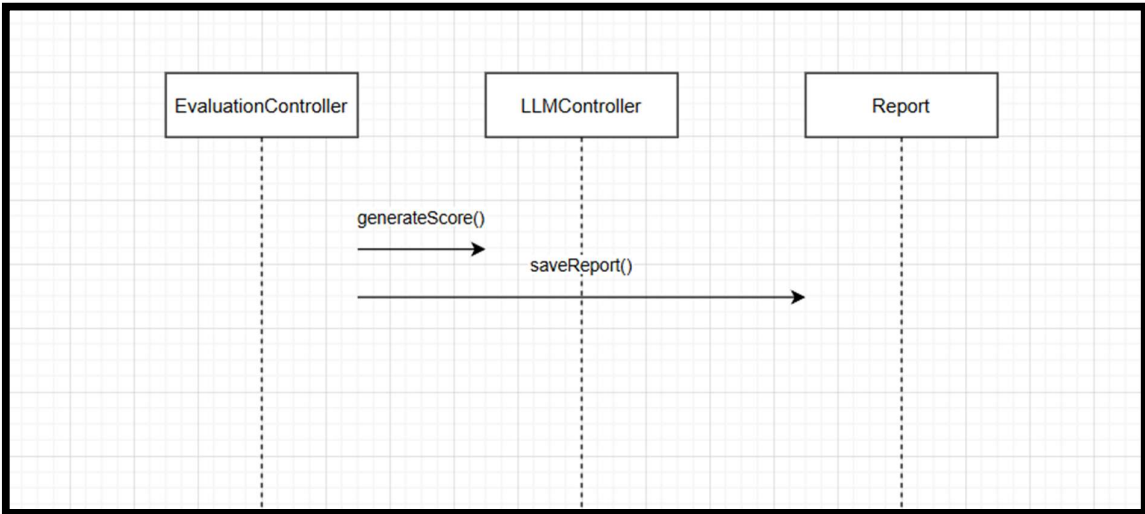 EvaluationController
LLMController
Report
generateScore()
saveReport()